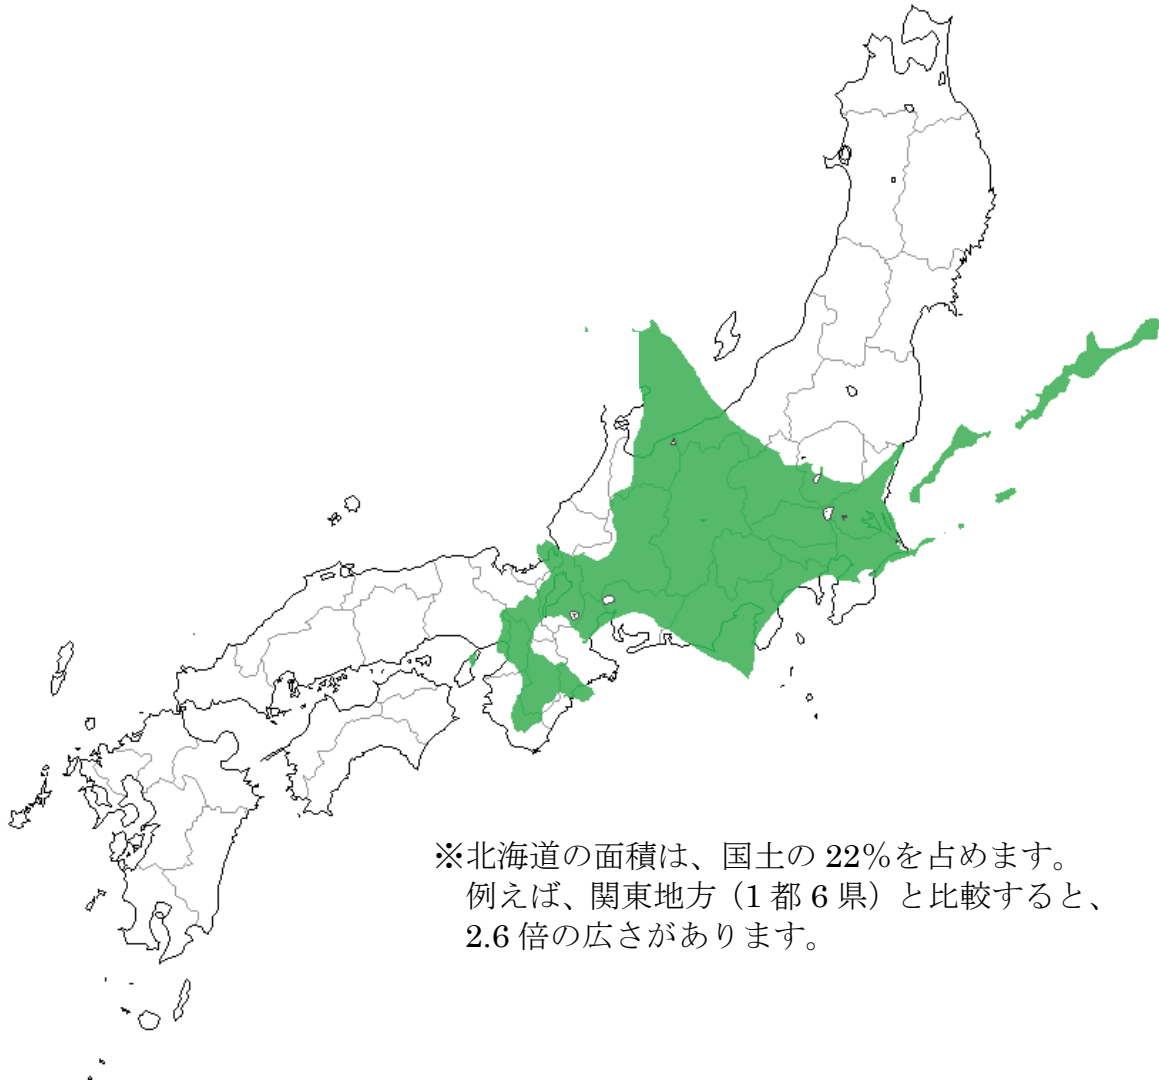 ※北海道の面積は、国土の 22%を占めます。
例えば、関東地方（1 都 6 県）と比較すると、
2.6 倍の広さがあります。